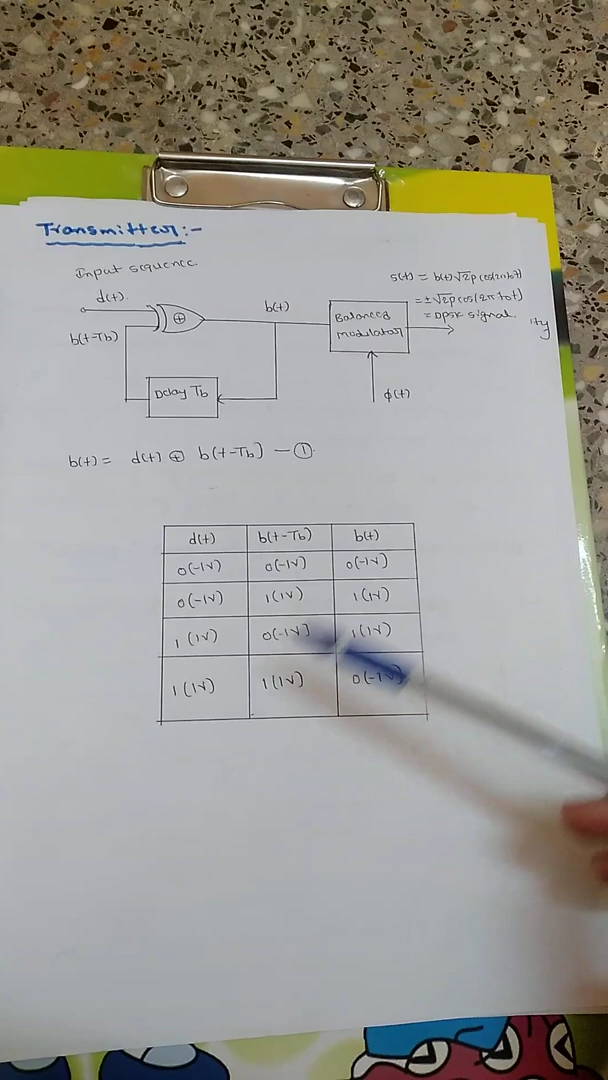 Transmitter:-
Input sequence
d(t).
b(t-Tb)
⊕
b(t)
Balanced
modulator
s(t) = b(t)√2p cos(2πf0t)
= ±√2p cos(2πf0t)
= DPSK signal.
ity
Delay Tb
φ(t)
b(t) = d(t) ⊕ b(t-Tb) — ①
d(t) b(t-Tb) b(t)
0(-1V) 0(-1V) 0(-1V)
0(-1V) 1(1V) 1(1V)
1(1V) 0(-1V) 1(1V)
1(1V) 1(1V) 0(-1V)